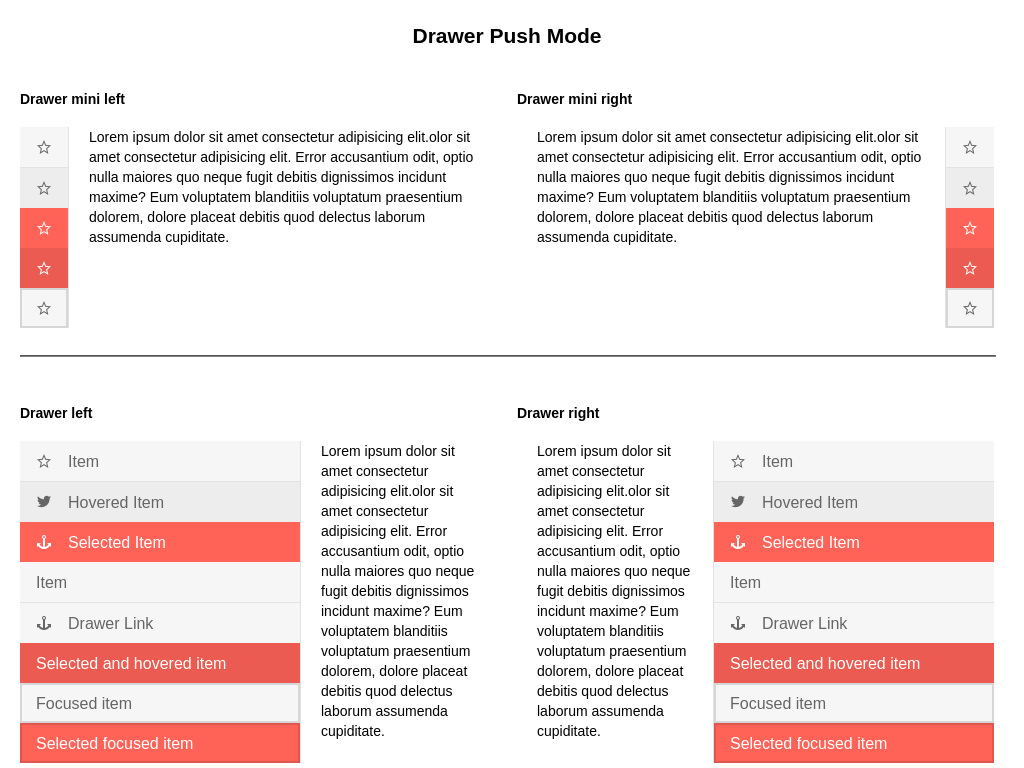 Drawer Push Mode
Drawer mini left
Lorem ipsum dolor sit amet consectetur adipisicing elit.olor sit
amet consectetur adipisicing elit. Error accusantium odit, optio
nulla maiores quo neque fugit debitis dignissimos incidunt
maxime? Eum voluptatem blanditiis voluptatum praesentium
dolorem, dolore placeat debitis quod delectus laborum
assumenda cupiditate.
Drawer mini right
Lorem ipsum dolor sit amet consectetur adipisicing elit.olor sit
amet consectetur adipisicing elit. Error accusantium odit, optio
nulla maiores quo neque fugit debitis dignissimos incidunt
maxime? Eum voluptatem blanditiis voluptatum praesentium
dolorem, dolore placeat debitis quod delectus laborum
assumenda cupiditate.
Drawer left
Item
Hovered Item
Selected Item
Item
Drawer Link
Selected and hovered item
Focused item
Selected focused item
Lorem ipsum dolor sit
amet consectetur
adipisicing elit.olor sit
amet consectetur
adipisicing elit. Error
accusantium odit, optio
nulla maiores quo neque
fugit debitis dignissimos
incidunt maxime? Eum
voluptatem blanditiis
voluptatum praesentium
dolorem, dolore placeat
debitis quod delectus
laborum assumenda
cupiditate.
Drawer right
Lorem ipsum dolor sit
amet consectetur
adipisicing elit.olor sit
amet consectetur
adipisicing elit. Error
accusantium odit, optio
nulla maiores quo neque
fugit debitis dignissimos
incidunt maxime? Eum
voluptatem blanditiis
voluptatum praesentium
dolorem, dolore placeat
debitis quod delectus
laborum assumenda
cupiditate.
Item
Hovered Item
Selected Item
Item
Drawer Link
Selected and hovered item
Focused item
Selected focused item